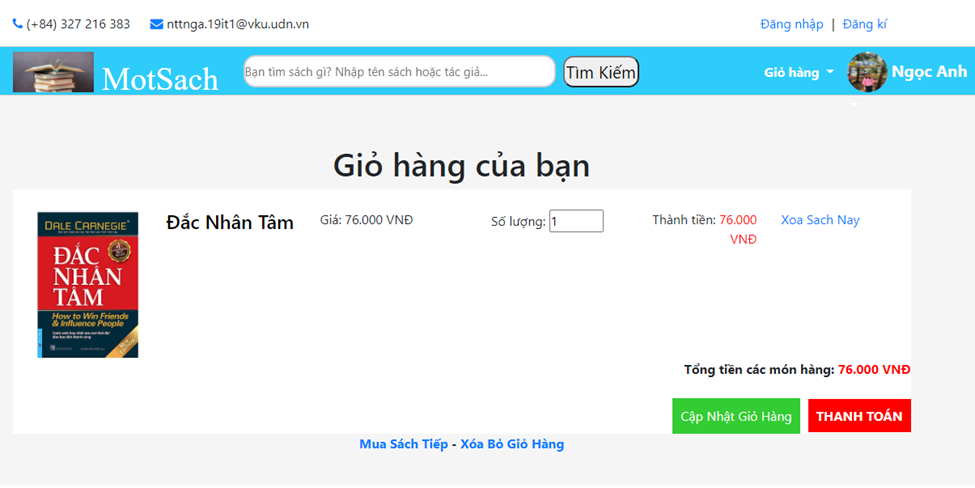 (+84) 327 216 383 nttnga.19it1@vku.udn.vn Đăng nhập | Đăng kí
MotSach Bạn tìm sách gì? Nhập tên sách hoặc tác giả... Tìm Kiếm Giỏ hàng Ngọc Anh
Giỏ hàng của bạn
Đắc Nhân Tâm Giá: 76.000 VNĐ Số lượng: 1 Thành tiền: 76.000 Xoa Sach Nay
VNĐ
DALE CARNEGIE
ĐẮC
NHÂN
TÂM
How to Win Friends
& Influence People
Tổng tiền các món hàng: 76.000 VNĐ
Cập Nhật Giỏ Hàng THANH TOÁN
Mua Sách Tiếp - Xóa Bỏ Giỏ Hàng